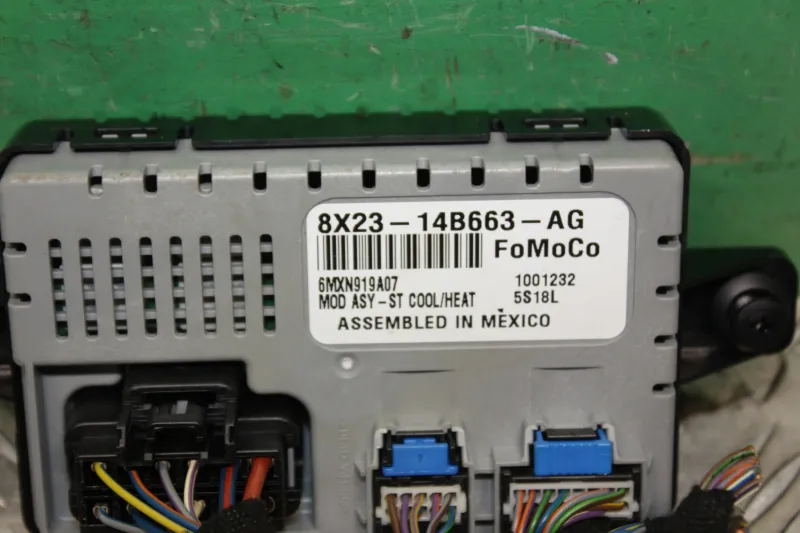 8X23-14B663-AG
FoMoCo
6MXN919A07 1001232
MOD ASY-ST COOL/HEAT 5S18L
ASSEMBLED IN MEXICO